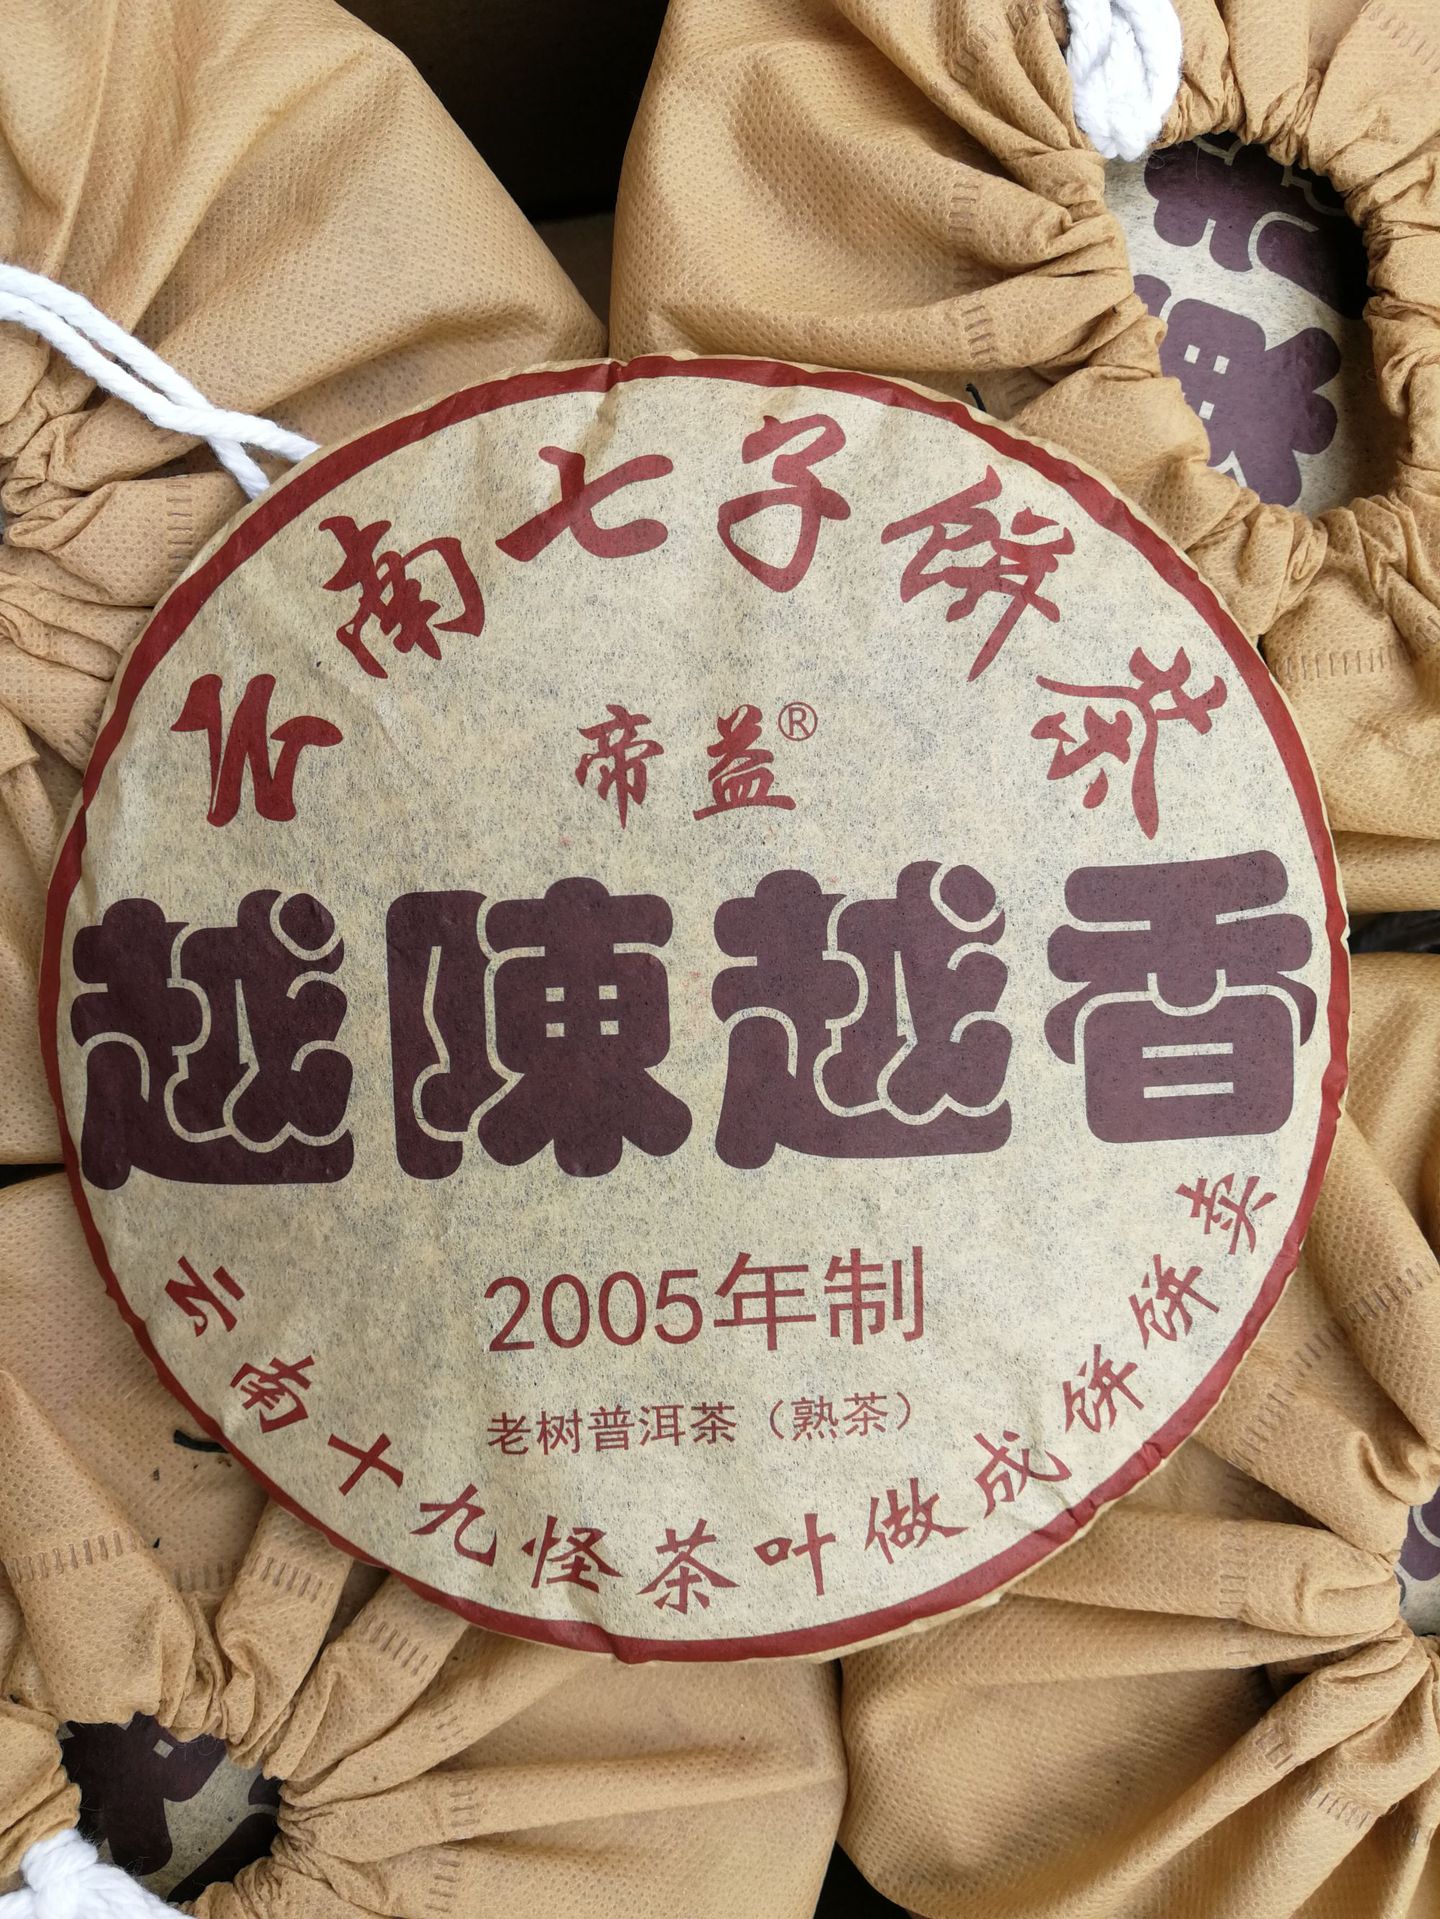 云南七子餅茶
帝益®
越陳越香
2005年制
老树普洱茶（熟茶）
云南十九怪茶叶做成饼饼卖